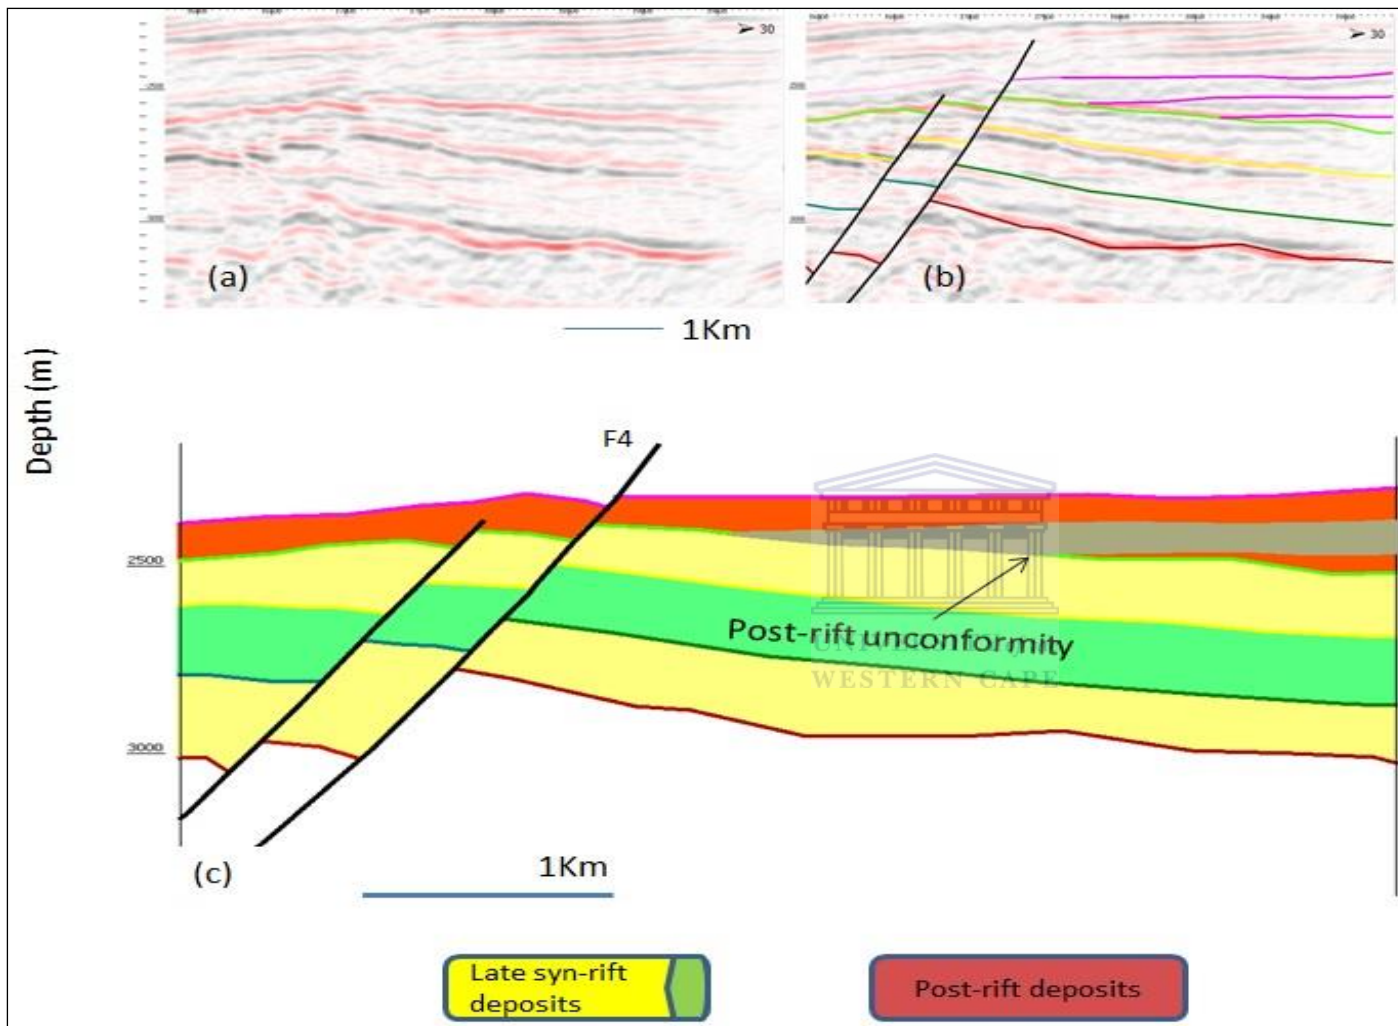 30
30
(a)
(b)
1Km
Depth (m)
F4
2500
Post-rift unconformity
WESTERN CAPE
3000
(c)
1Km
Late syn-rift
deposits
Post-rift deposits